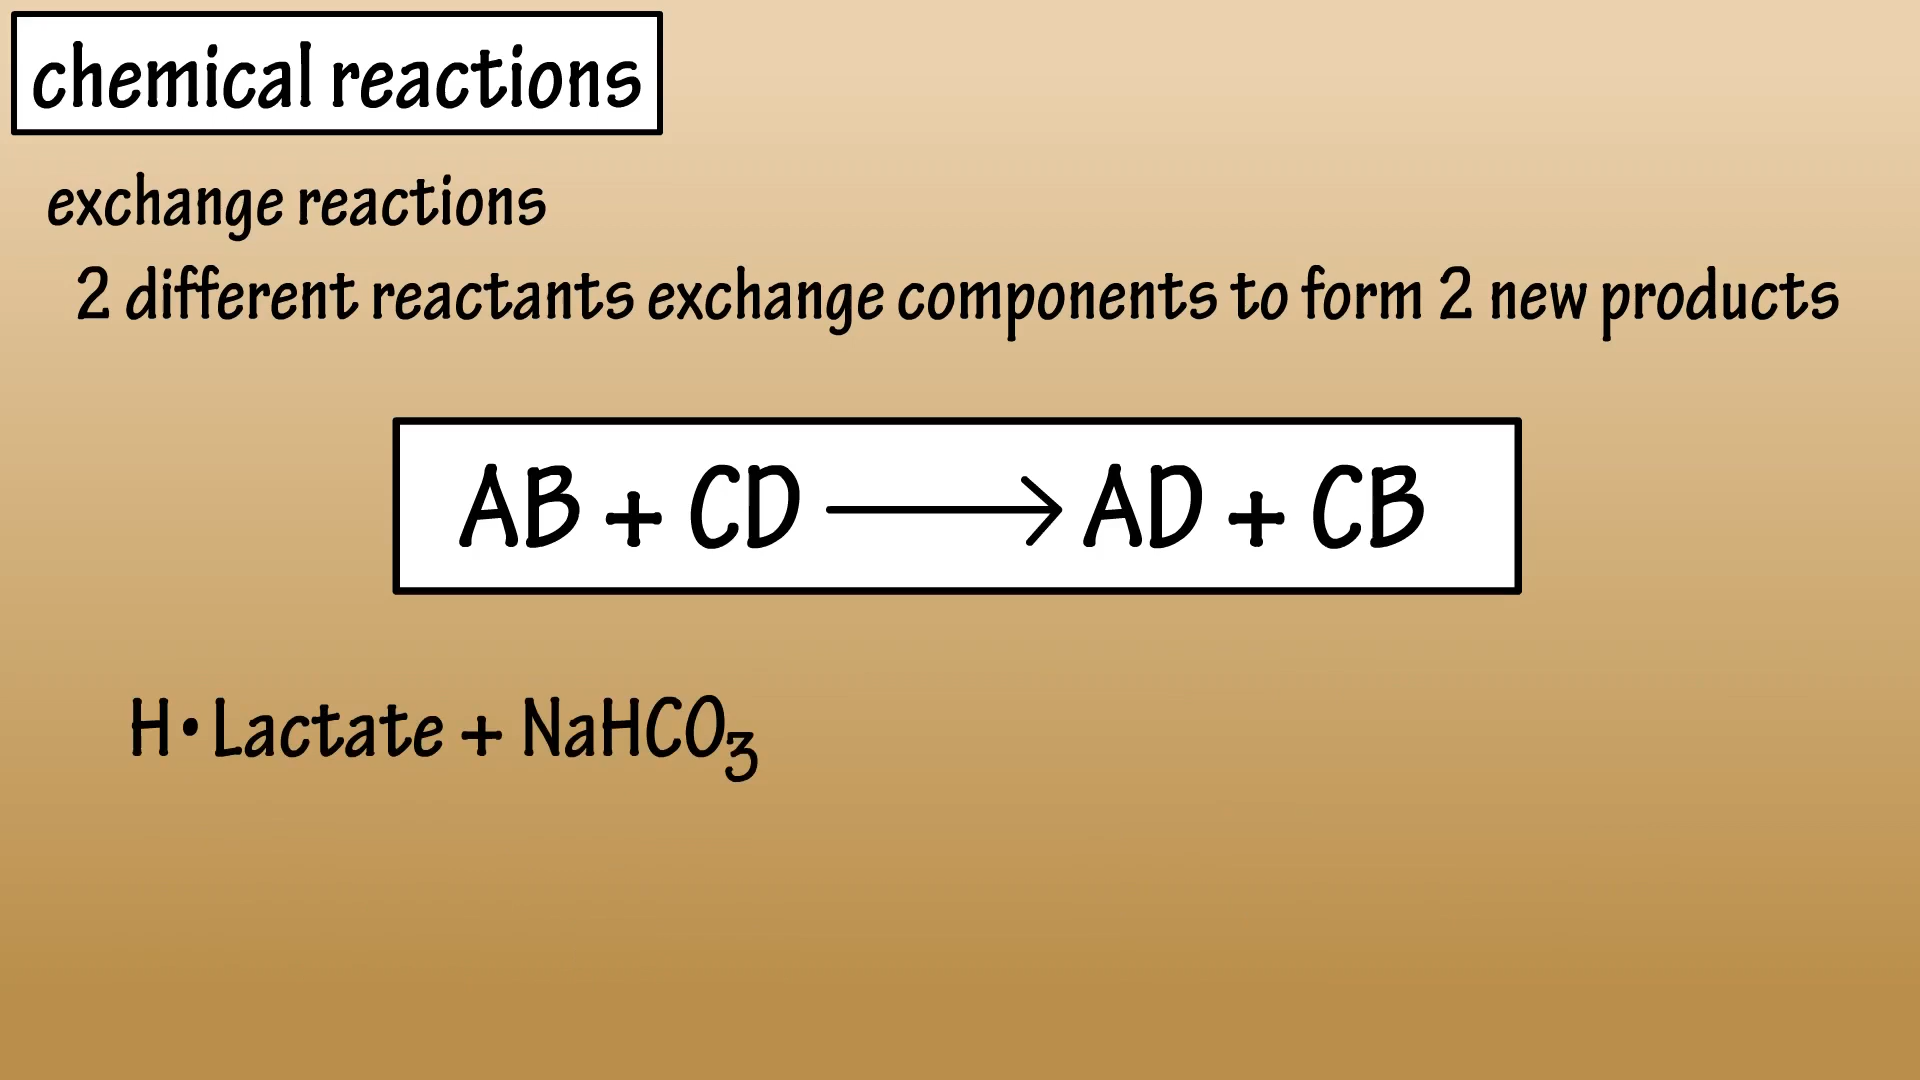 chemical reactions
exchange reactions
2 different reactants exchange components to form 2 new products
AB + CD ⟶ AD + CB
H•Lactate + NaHCO₃